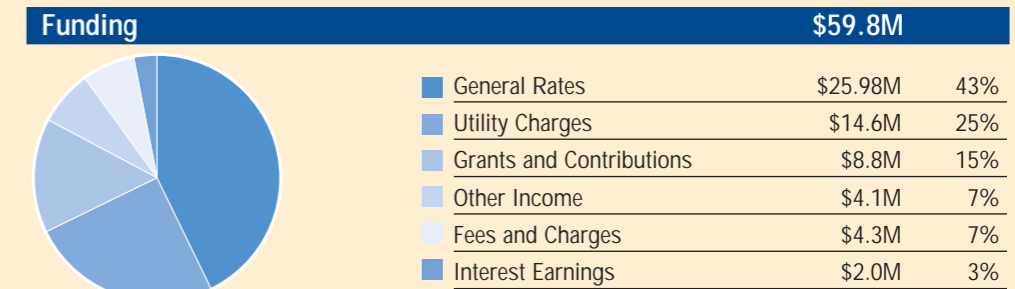 Funding $59.8M
General Rates $25.98M 43%
Utility Charges $14.6M 25%
Grants and Contributions $8.8M 15%
Other Income $4.1M 7%
Fees and Charges $4.3M 7%
Interest Earnings $2.0M 3%